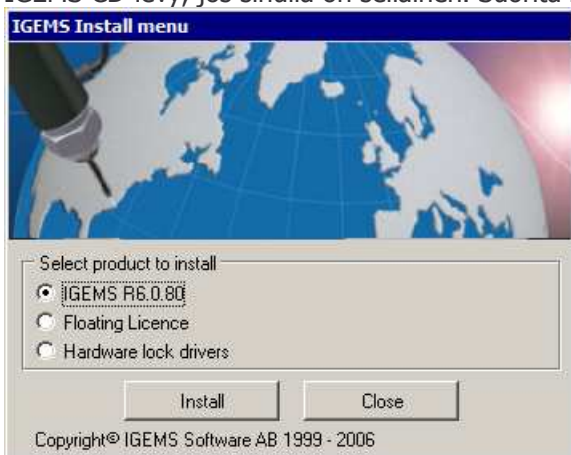 IGEMS Install menu
Select product to install
IGEMS R6.0.80
Floating Licence
Hardware lock drivers
Install Close
Copyright© IGEMS Software AB 1999 - 2006